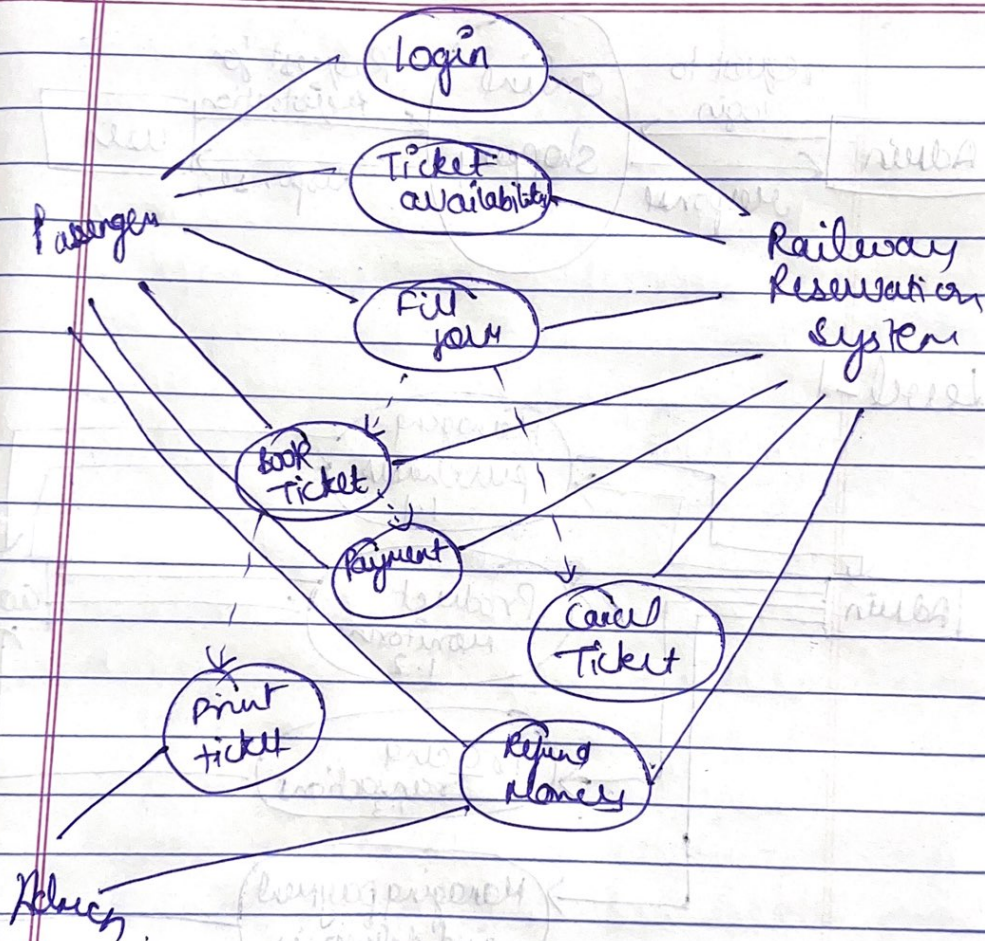 Login
Ticket
availability
Passenger
Railway
Reservation
System
Fill
form
Book
Ticket
Payment
Cancel
Ticket
Print
ticket
Refund
Money